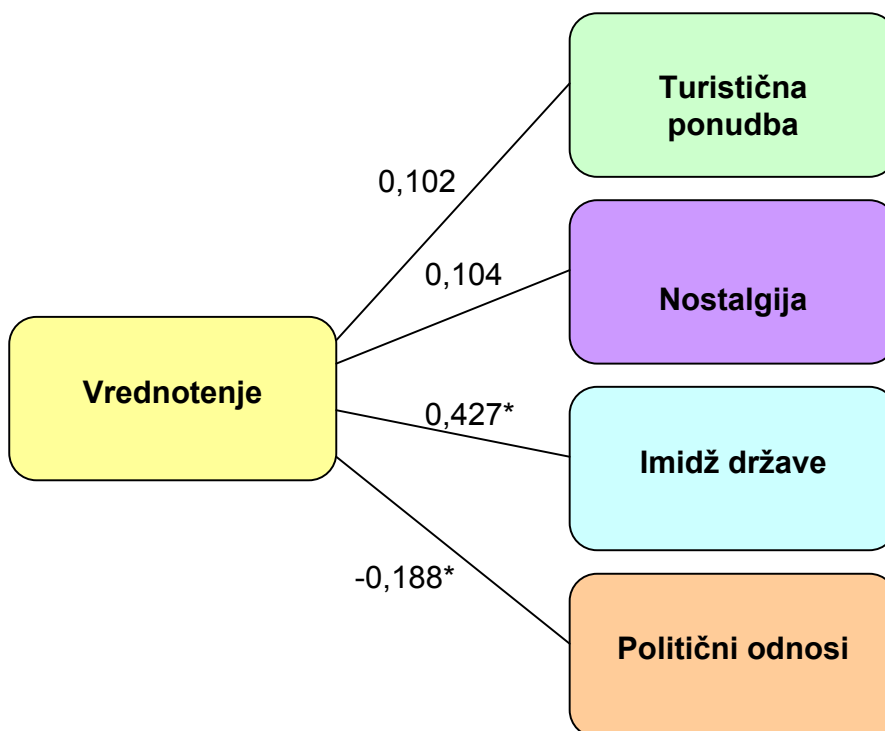 Turistična
ponudba
0,102
0,104
Nostalgija
Vrednotenje
0,427*
Imidž države
-0,188*
Politični odnosi